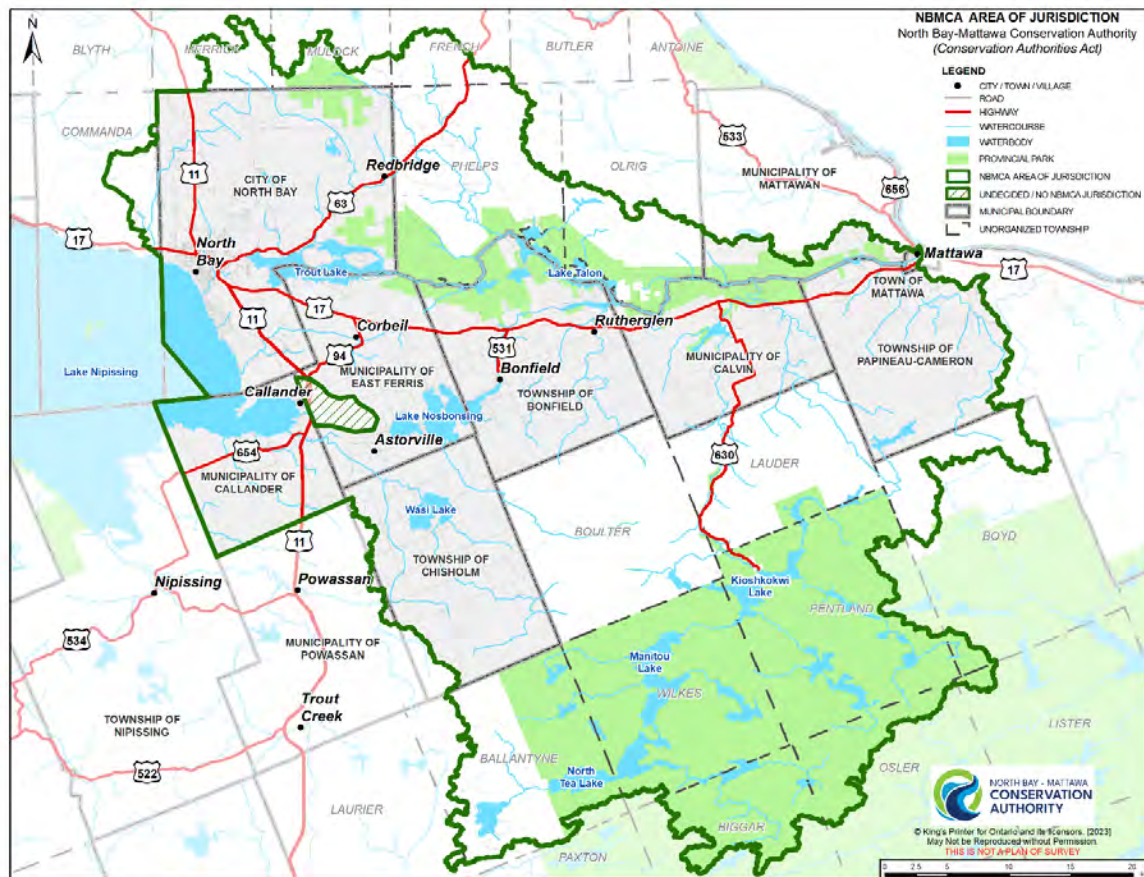 NBMCA AREA OF JURISDICTION
North Bay-Mattawa Conservation Authority
(Conservation Authorities Act)
LEGEND
CITY / TOWN / VILLAGE
ROAD
HIGHWAY
WATERCOURSE
WATERBODY
PROVINCIAL PARK
NBMCA AREA OF JURISDICTION
UNDECIDED / NO NBMCA JURISDICTION
MUNICIPAL BOUNDARY
UNORGANIZED TOWNSHIP
N
BLYTH
MERRICK
MULOCK
FRENCH
BUTLER
ANTOINE
COMMANDA
11
CITY OF
NORTH BAY
Redbridge
63
PHELPS
OLRIG
533
MUNICIPALITY OF
MATTAWAN
656
17
North
Bay
Trout Lake
Lake Talon
Mattawa
17
TOWN OF
MATTAWA
11
17
Corbeil
94
531
Rutherglen
MUNICIPALITY OF
EAST FERRIS
Bonfield
TOWNSHIP OF
BONFIELD
MUNICIPALITY OF
CALVIN
TOWNSHIP OF
PAPINEAU-CAMERON
Lake Nipissing
Callander
Lake Nosbonsing
Astorville
654
MUNICIPALITY OF
CALLANDER
630
LAUDER
Wasi Lake
BOULTER
BOYD
11
TOWNSHIP OF
CHISHOLM
Nipissing
Powassan
Kioshkokwi
Lake
PENTLAND
534
MUNICIPALITY OF
POWASSAN
Manitou
Lake
WILKES
Trout
Creek
TOWNSHIP OF
NIPISSING
522
LISTER
BALLANTYNE
North
Tea Lake
OSLER
LAURIER
BIGGAR
PAXTON
NORTH BAY - MATTAWA
CONSERVATION
AUTHORITY
© King's Printer for Ontario and its licensors. [2023]
May Not be Reproduced without Permission.
THIS IS NOT A PLAN OF SURVEY
0 2.5 5 10 15 20